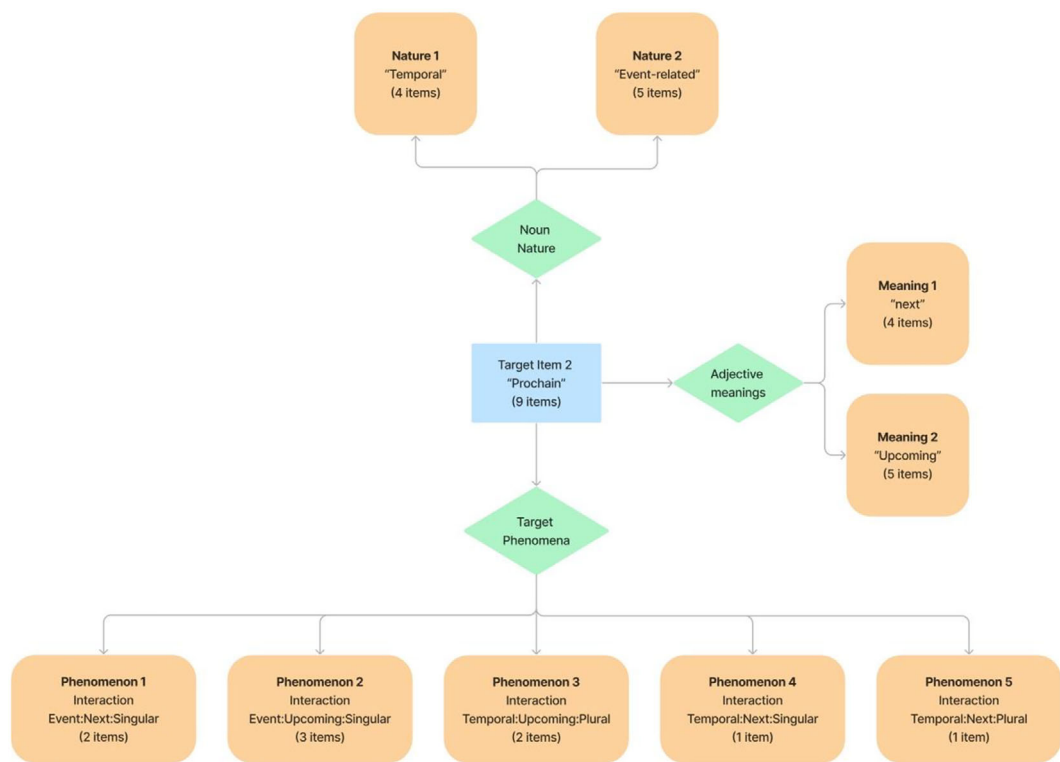 Nature 1
“Temporal”
(4 items)
Nature 2
“Event-related”
(5 items)
Noun
Nature
Meaning 1
“next”
(4 items)
Target Item 2
“Prochain”
(9 items)
Adjective
meanings
Meaning 2
“Upcoming”
(5 items)
Target
Phenomena
Phenomenon 1
Interaction
Event:Next:Singular
(2 items)
Phenomenon 2
Interaction
Event:Upcoming:Singular
(3 items)
Phenomenon 3
Interaction
Temporal:Upcoming:Plural
(2 items)
Phenomenon 4
Interaction
Temporal:Next:Singular
(1 item)
Phenomenon 5
Interaction
Temporal:Next:Plural
(1 item)